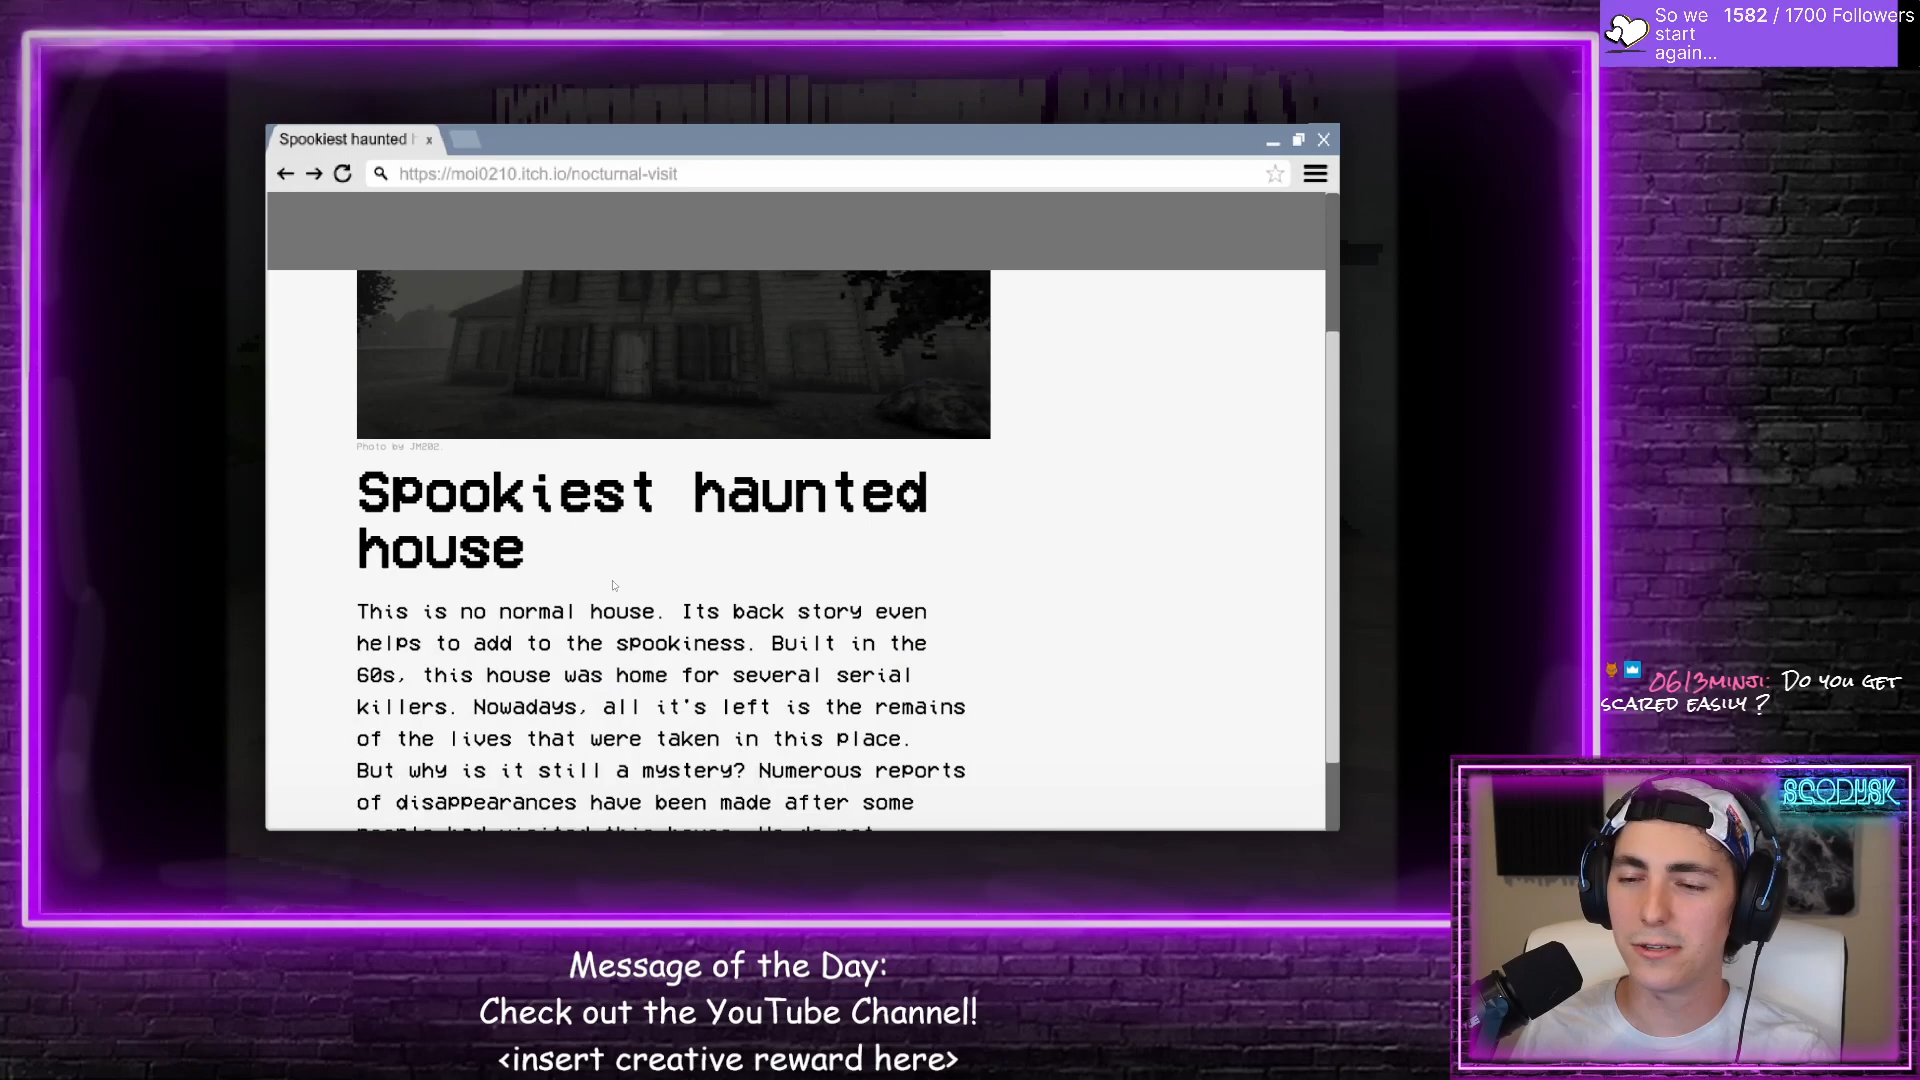 So we start again...
1582 / 1700 Followers
Spookiest haunted
x
https://moi0210.itch.io/nocturnal-visit
Photo by JM202.
Spookiest haunted
house
This is no normal house. Its back story even
helps to add to the spookiness. Built in the
60s, this house was home for several serial
killers. Nowadays, all it's left is the remains
of the lives that were taken in this place.
But why is it still a mystery? Numerous reports
of disappearances have been made after some
0613minji: Do you get
scared easily ?
SCODYSK
Message of the Day:
Check out the YouTube Channel!
<insert creative reward here>